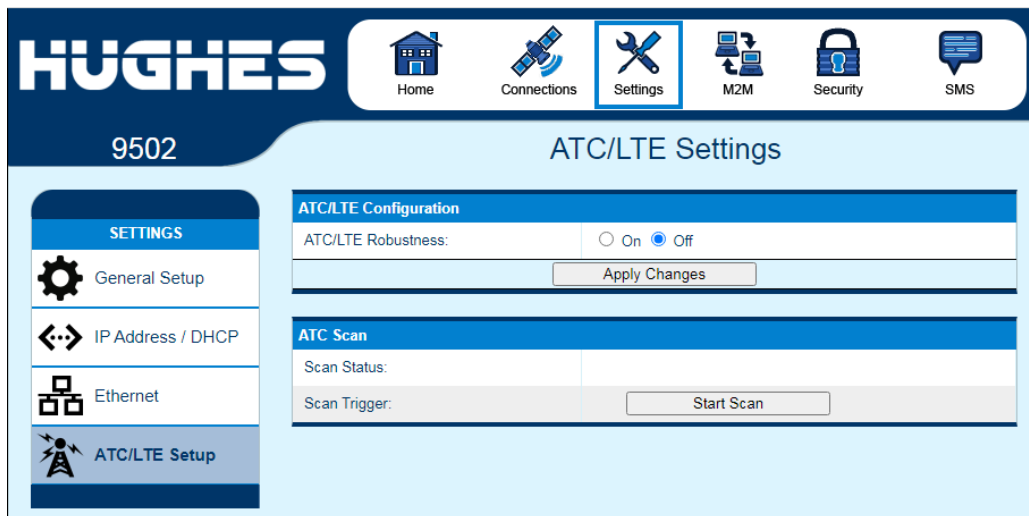 HUGHES
Home
Connections
Settings
M2M
Security
SMS
9502
ATC/LTE Settings
SETTINGS
General Setup
IP Address / DHCP
Ethernet
ATC/LTE Setup
ATC/LTE Configuration
ATC/LTE Robustness: On Off
Apply Changes
ATC Scan
Scan Status:
Scan Trigger: Start Scan